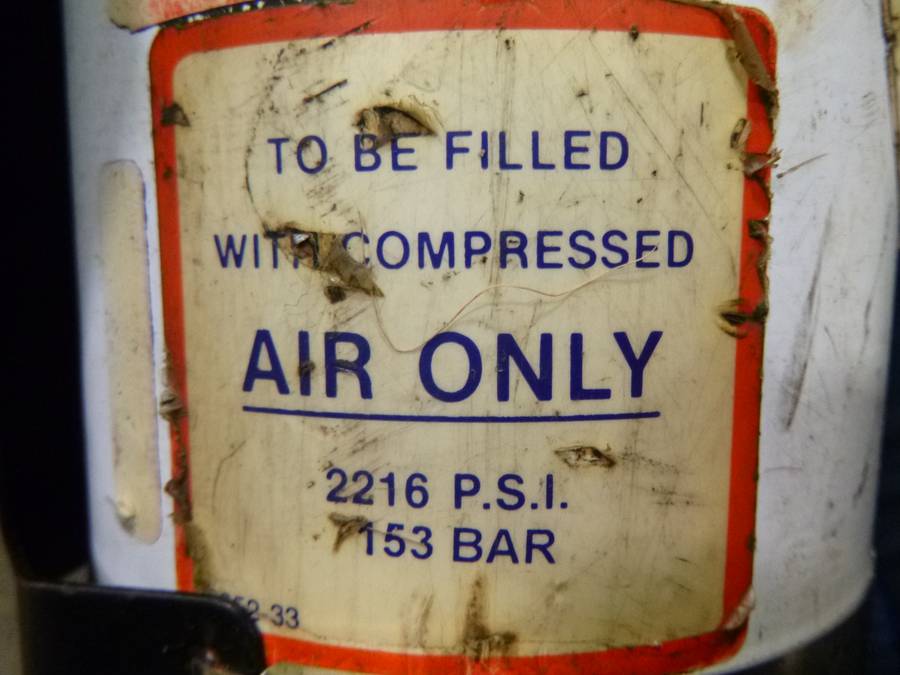 TO BE FILLED
WITH COMPRESSED
AIR ONLY
2216 P.S.I.
153 BAR